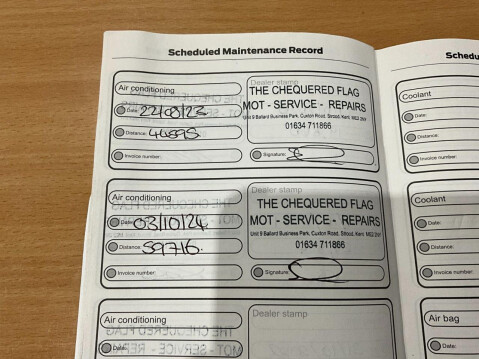 Scheduled Maintenance Record
Air conditioning
Date: 22/08/23
Distance: 44895
Invoice number:
Dealer stamp
THE CHEQUERED FLAG
MOT - SERVICE - REPAIRS
Unit 9 Ballard Business Park, Cuxton Road, Strood, Kent, ME2 2NY
01634 711866
Signature:
Air conditioning
Date: 03/10/24
Distance: 59716.
Invoice number:
Dealer stamp
THE CHEQUERED FLAG
MOT - SERVICE - REPAIRS
Unit 9 Ballard Business Park, Cuxton Road, Strood, Kent, ME2 2NY
01634 711866
Signature:
Air conditioning
Date:
Dealer stamp
Schedu
Coolant
Date:
Distance:
Invoice number:
Coolant
Date:
Distance:
Invoice number:
Air bag
Date: